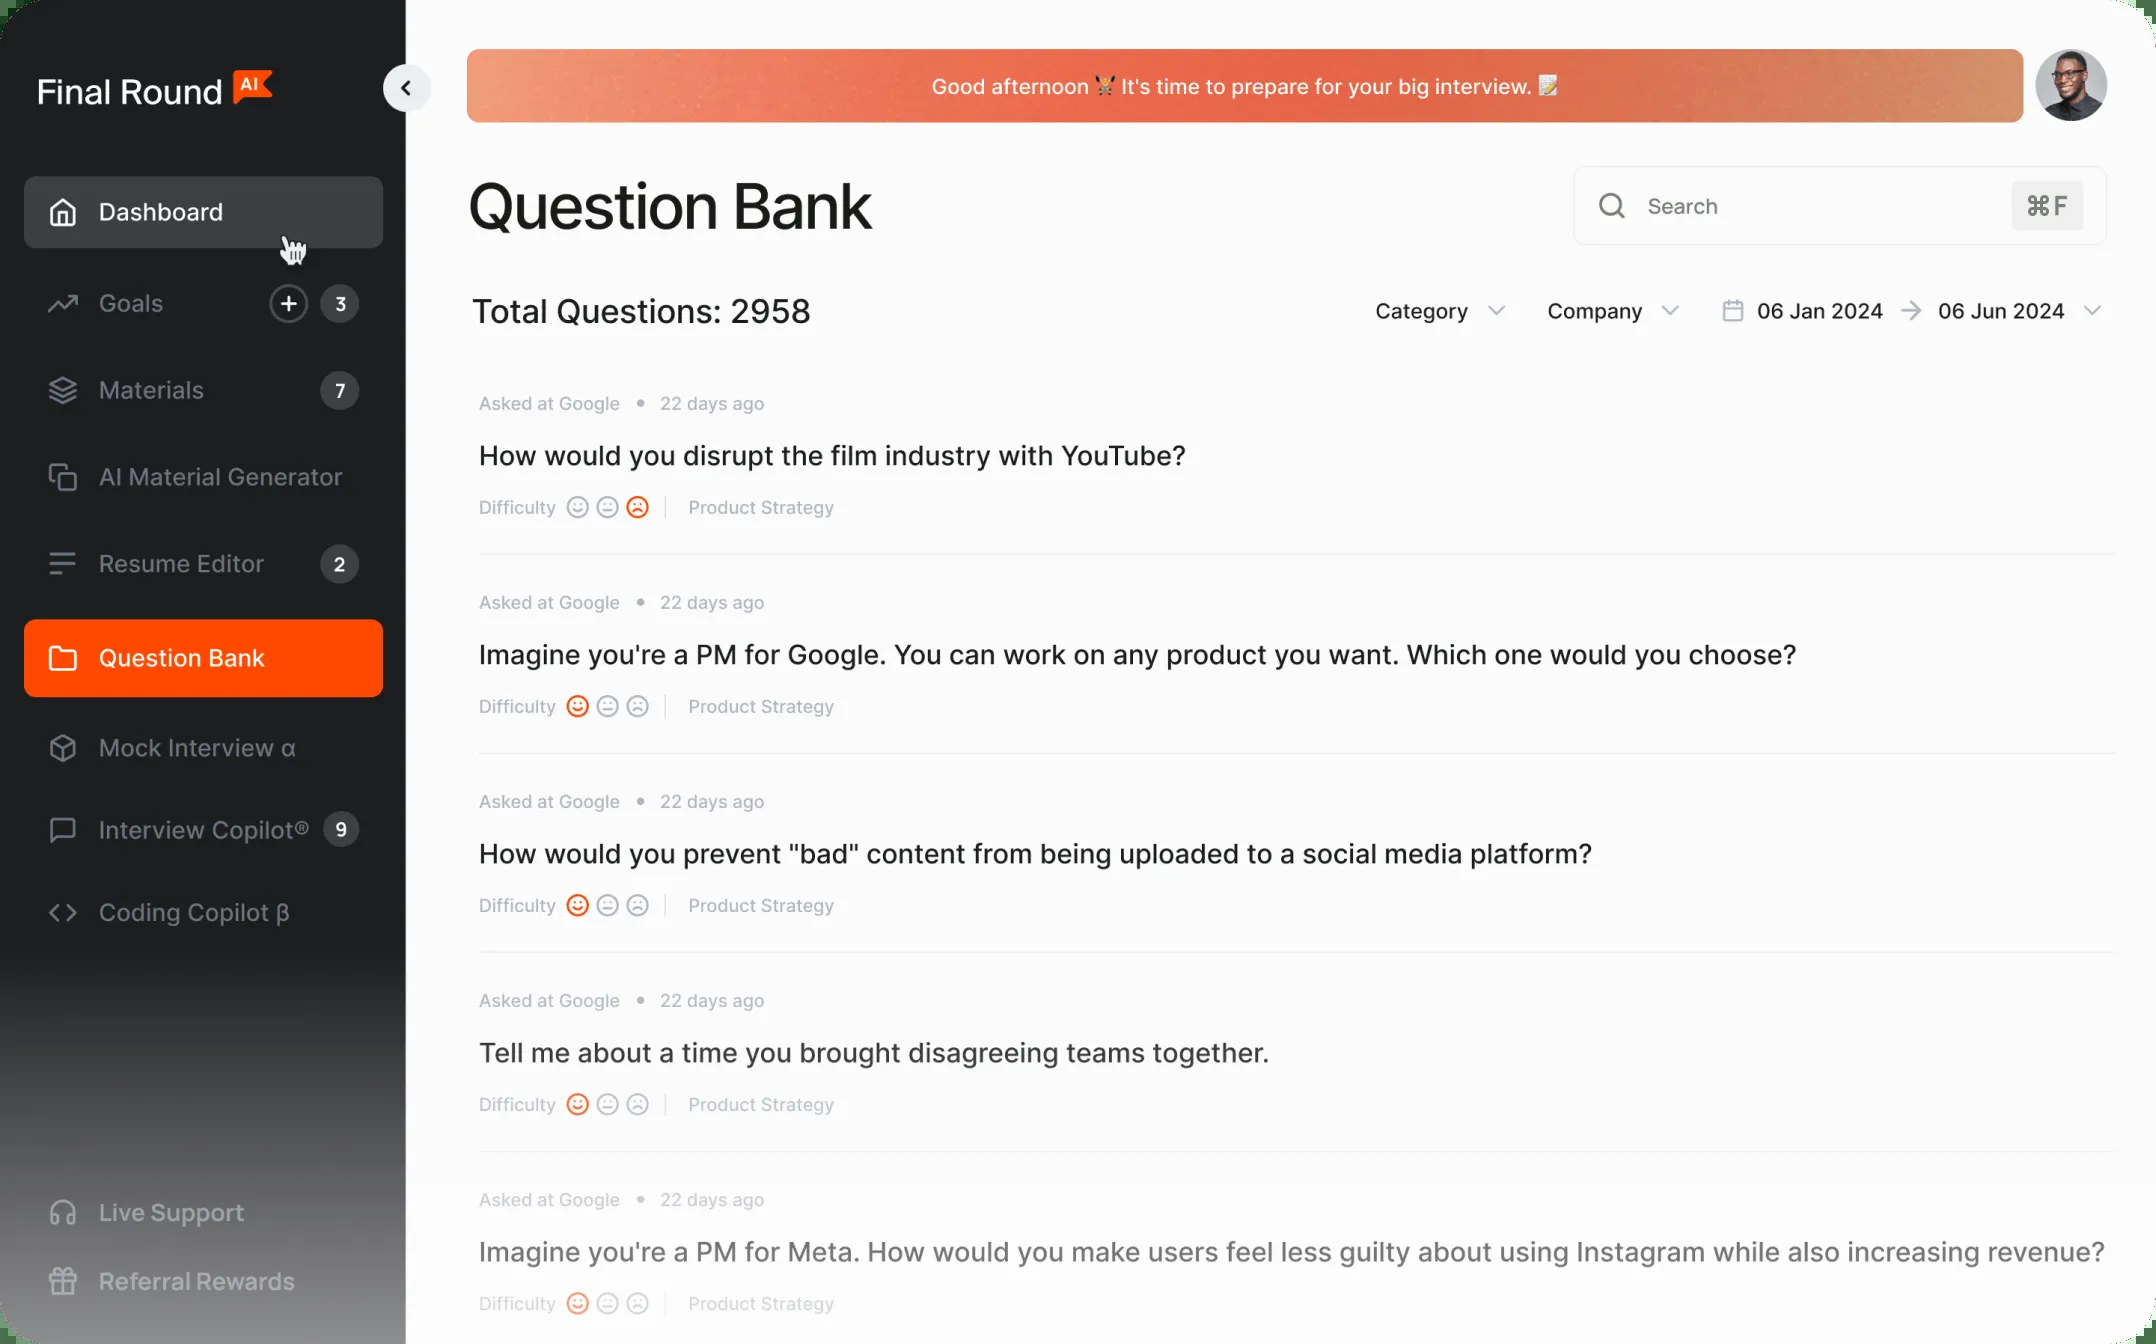 Final Round AI
Dashboard
Goals 3
Materials 7
AI Material Generator
Resume Editor 2
Question Bank
Mock Interview α
Interview Copilot® 9
Coding Copilot β
Live Support
Referral Rewards
Good afternoon It's time to prepare for your big interview.
Question Bank
Search ⌘ F
Total Questions: 2958
Category Company 06 Jan 2024 → 06 Jun 2024
Asked at Google • 22 days ago
How would you disrupt the film industry with YouTube?
Difficulty Product Strategy
Asked at Google • 22 days ago
Imagine you're a PM for Google. You can work on any product you want. Which one would you choose?
Difficulty Product Strategy
Asked at Google • 22 days ago
How would you prevent "bad" content from being uploaded to a social media platform?
Difficulty Product Strategy
Asked at Google • 22 days ago
Tell me about a time you brought disagreeing teams together.
Difficulty Product Strategy
Asked at Google • 22 days ago
Imagine you're a PM for Meta. How would you make users feel less guilty about using Instagram while also increasing revenue?
Difficulty Product Strategy